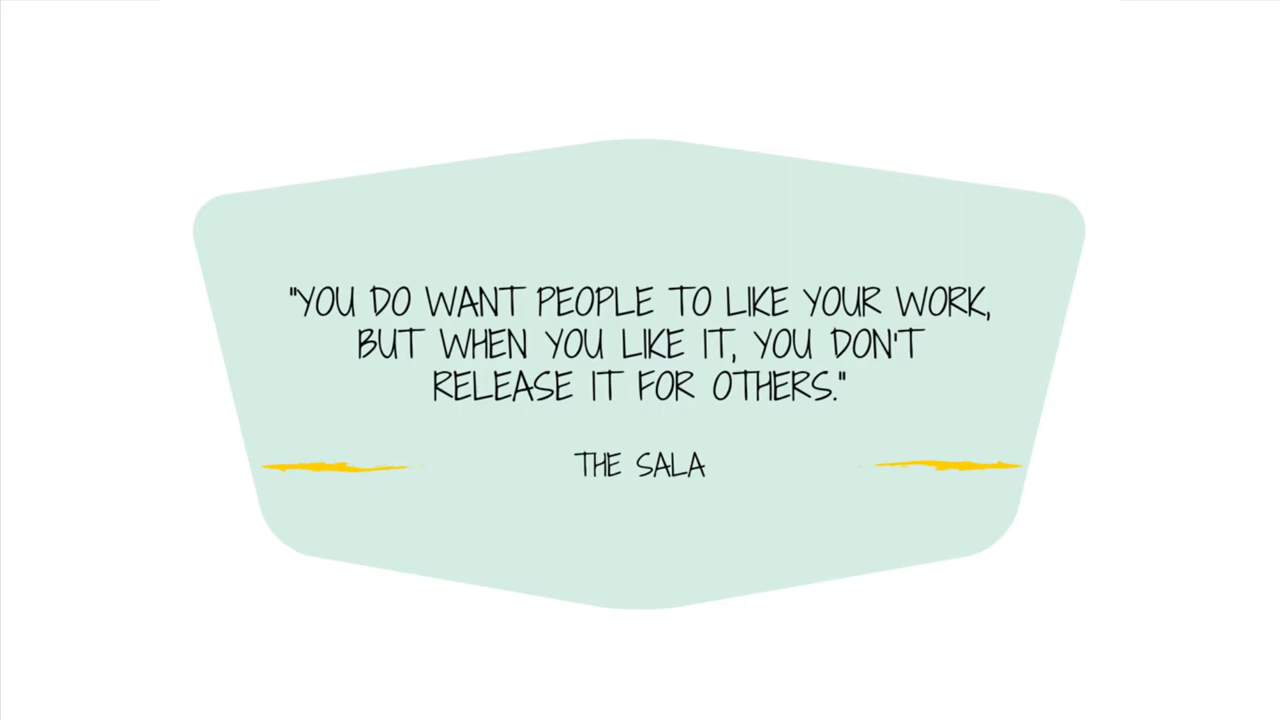 "YOU DO WANT PEOPLE TO LIKE YOUR WORK,
BUT WHEN YOU LIKE IT, YOU DON'T
RELEASE IT FOR OTHERS."
THE SALA